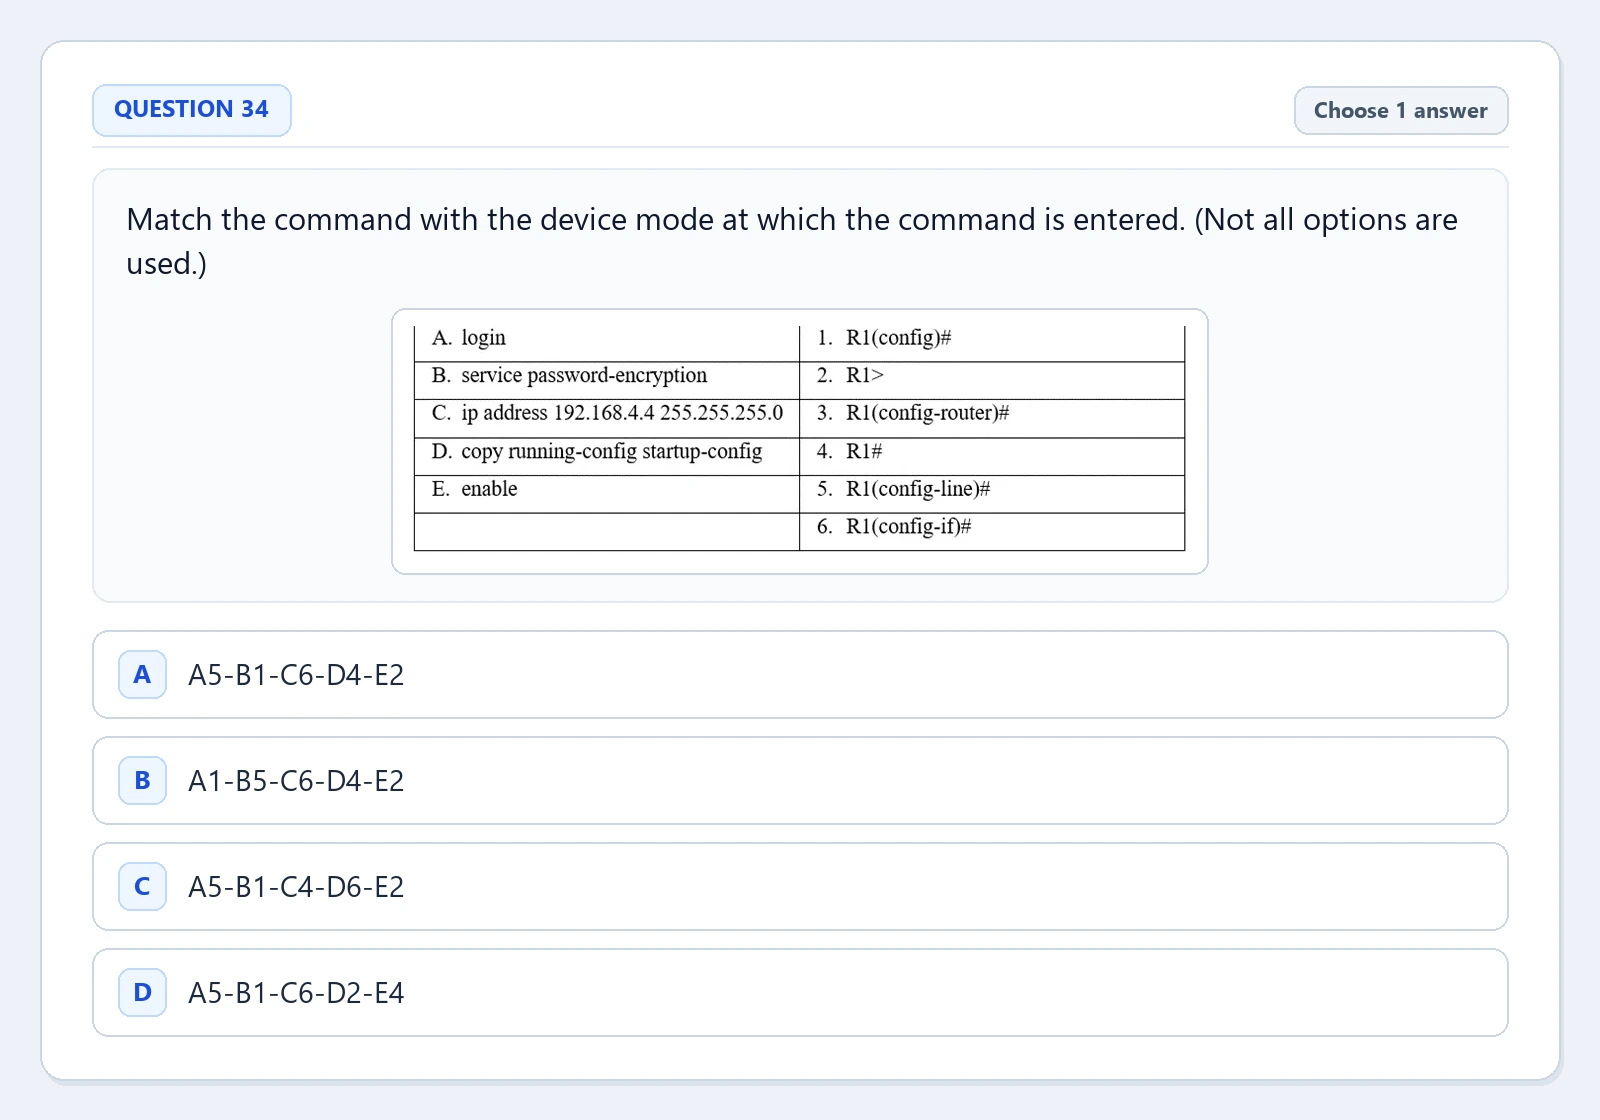 QUESTION 34
Choose 1 answer
Match the command with the device mode at which the command is entered. (Not all options are
used.)
A. login 1. R1(config)#
B. service password-encryption 2. R1>
C. ip address 192.168.4.4 255.255.255.0 3. R1(config-router)#
D. copy running-config startup-config 4. R1#
E. enable 5. R1(config-line)#
6. R1(config-if)#
A A5-B1-C6-D4-E2
B A1-B5-C6-D4-E2
C A5-B1-C4-D6-E2
D A5-B1-C6-D2-E4